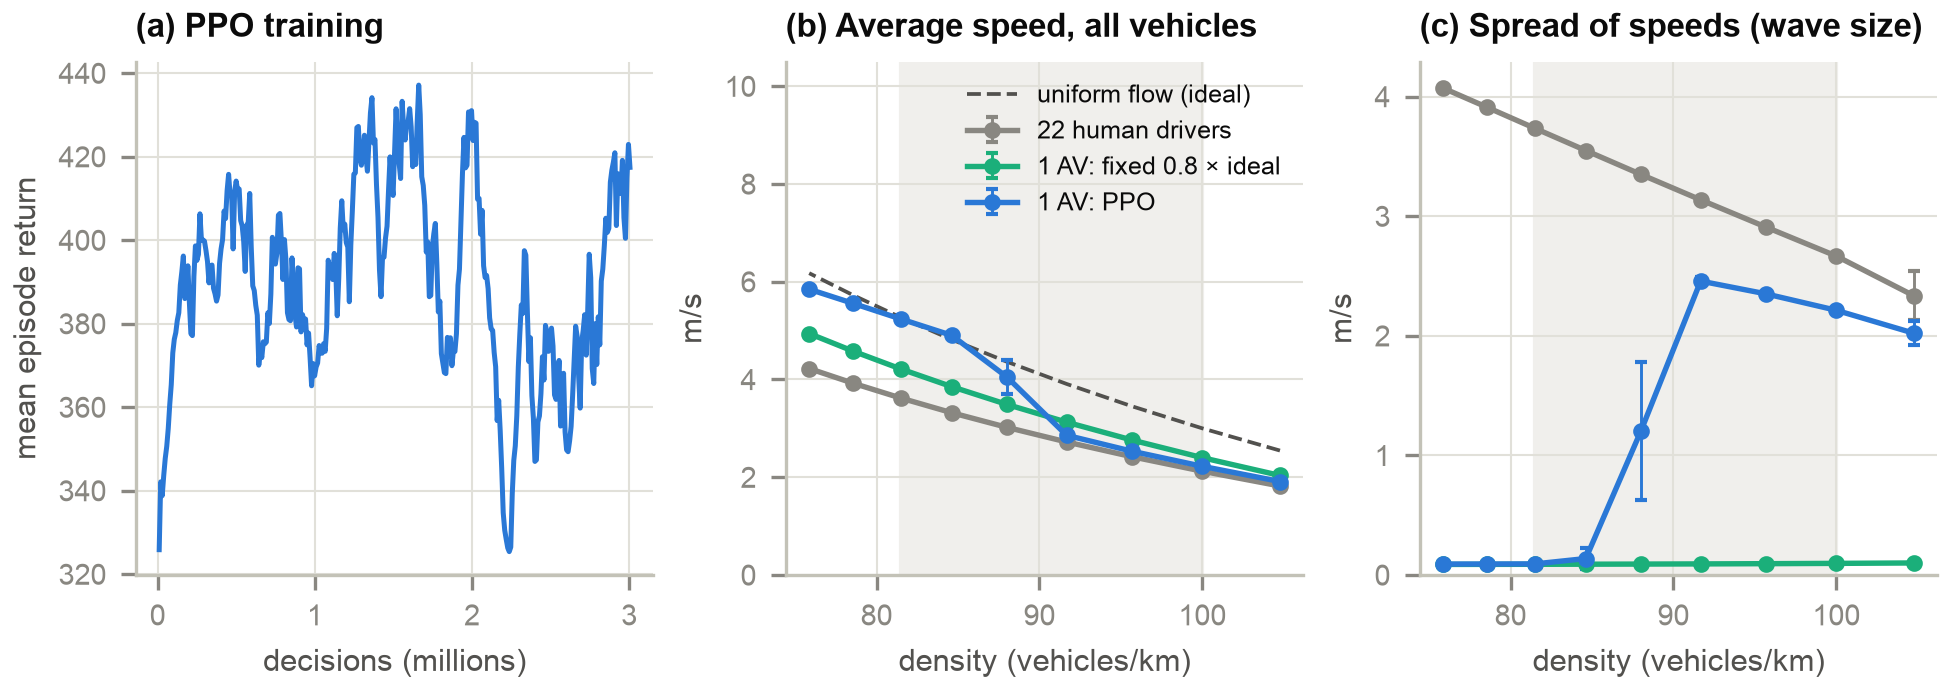 (a) PPO training
mean episode return
440
420
400
380
360
340
320
0
1
2
3
decisions (millions)
(b) Average speed, all vehicles
m/s
10
8
6
4
2
0
uniform flow (ideal)
22 human drivers
1 AV: fixed 0.8 × ideal
1 AV: PPO
80
90
100
density (vehicles/km)
(c) Spread of speeds (wave size)
m/s
4
3
2
1
0
80
90
100
density (vehicles/km)